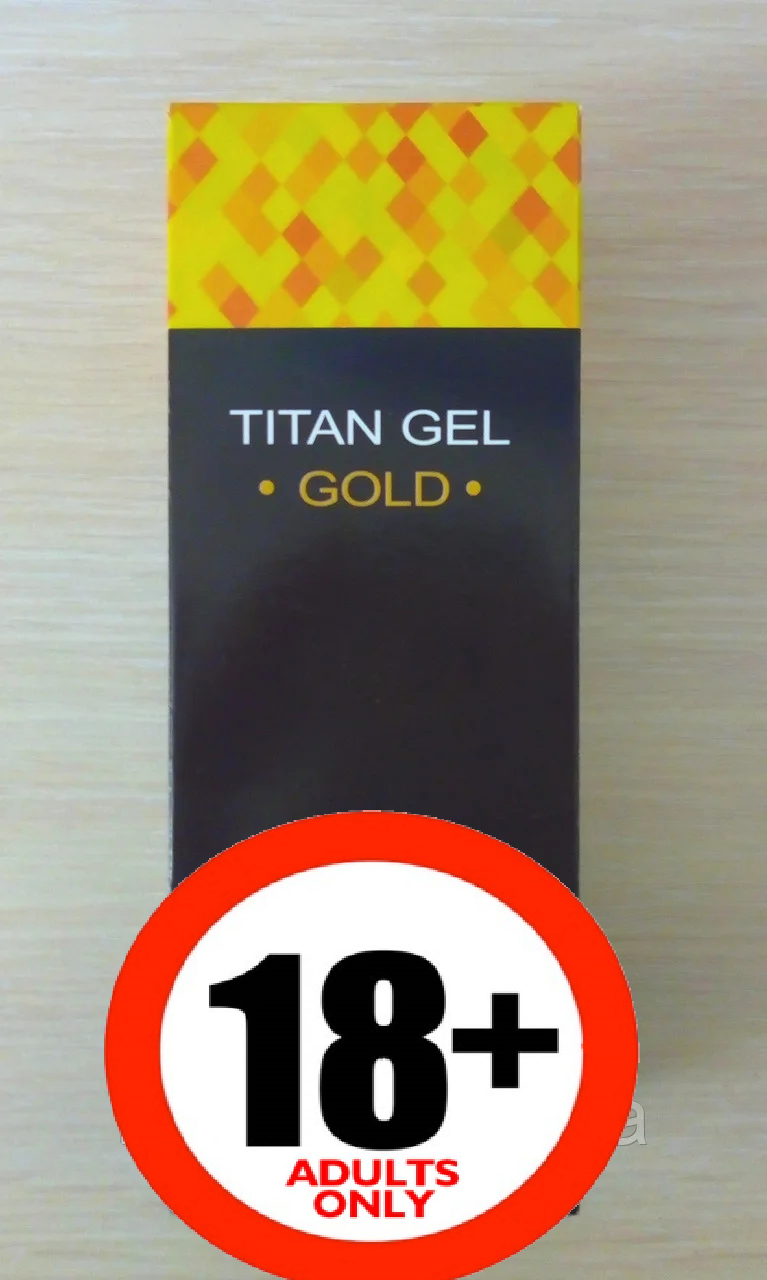 TITAN GEL
• GOLD •
18+
ADULTS
ONLY